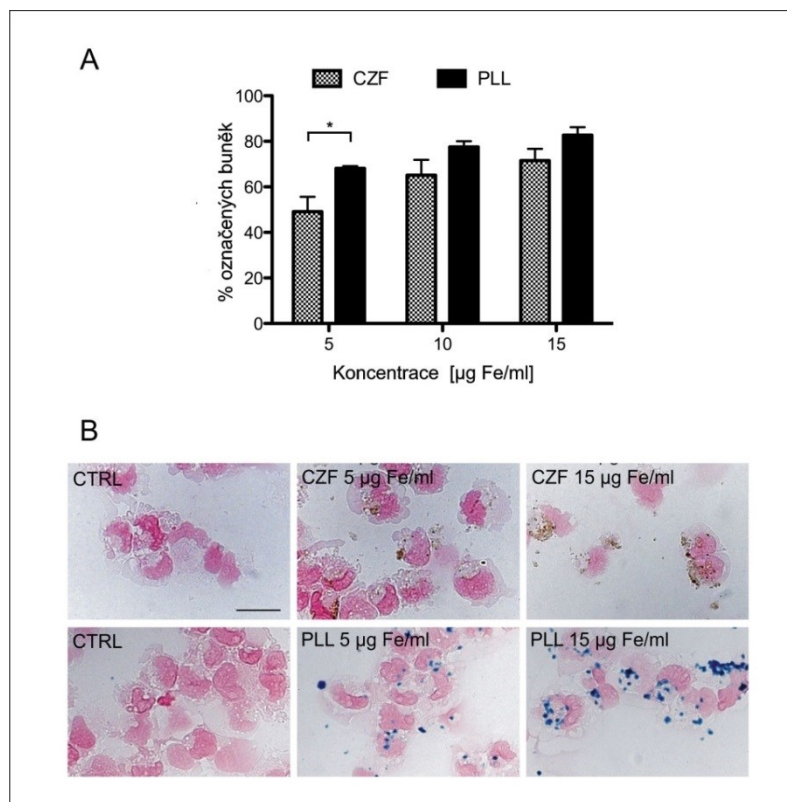 A
CZF PLL
100
80
60
40
20
0
*
% označených buněk
5 10 15
Koncentrace [µg Fe/ml]
B
CTRL CZF 5 µg Fe/ml CZF 15 µg Fe/ml
CTRL PLL 5 µg Fe/ml PLL 15 µg Fe/ml